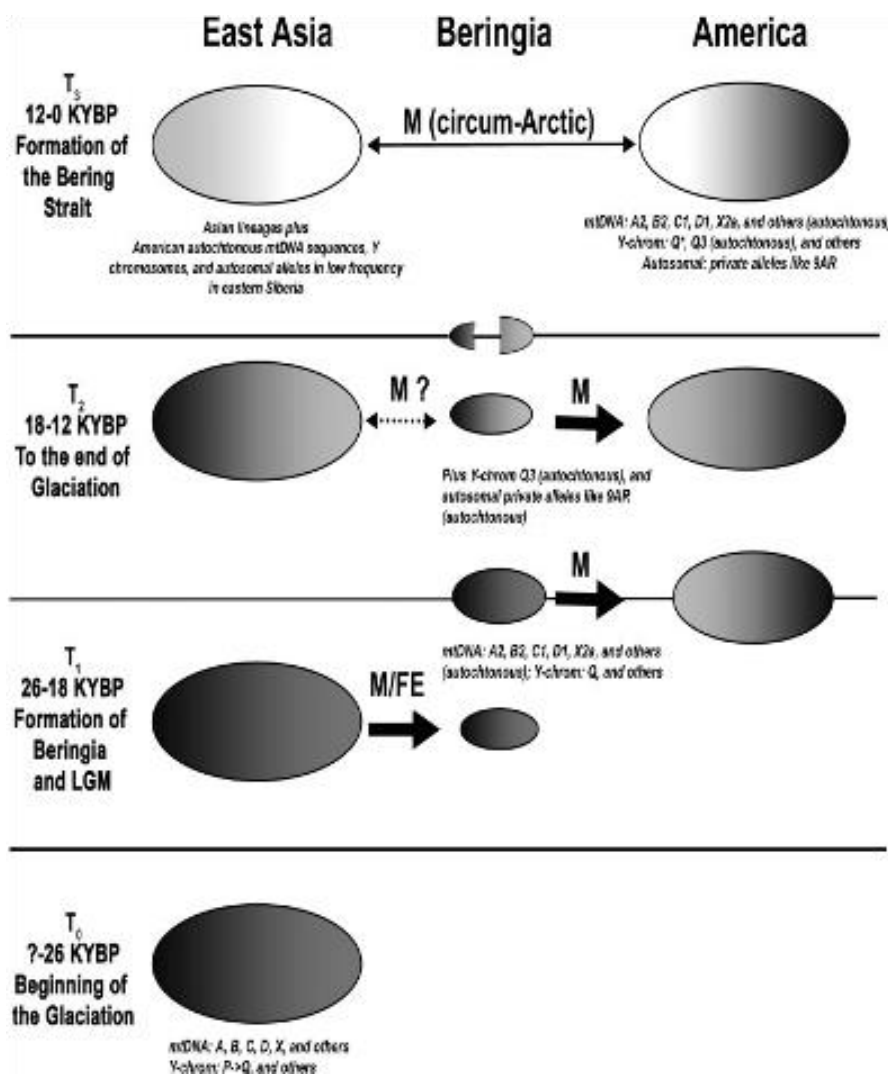 East Asia Beringia America
T3
12-0 KYBP
Formation of
the Bering
Strait
M (circum-Arctic)
Asian lineages plus
American autochtonous mtDNA sequences, Y
chromosomes, and autosomal alleles in low frequency
in eastern Siberia
mtDNA: A2, B2, C1, D1, X2a, and others (autochtonous)
Y-chrom: Q*, Q3 (autochtonous), and others
Autosomal: private alleles like 9AR
T2
18-12 KYBP
To the end of
Glaciation
M ?
M
Plus Y-chrom Q3 (autochtonous), and
autosomal private alleles like 9AR
(autochtonous)
M
T1
26-18 KYBP
Formation of
Beringia
and LGM
M/FE
mtDNA: A2, B2, C1, D1, X2a, and others
(autochtonous); Y-chrom: Q, and others
T0
?-26 KYBP
Beginning of
the Glaciation
mtDNA: A, B, C, D, X, and others
Y-chrom: P->Q, and others